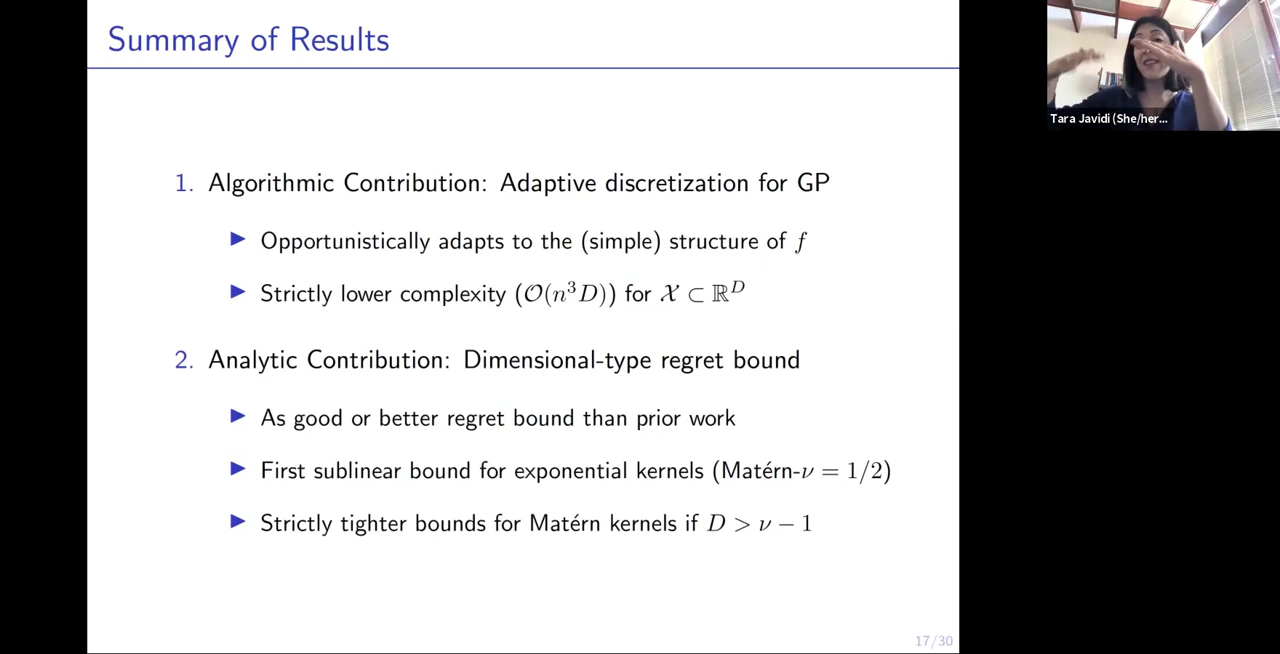 Summary of Results
Tara Javidi (She/her...
1. Algorithmic Contribution: Adaptive discretization for GP
▶ Opportunistically adapts to the (simple) structure of f
▶ Strictly lower complexity (𝒪(n³D)) for 𝒳 ⊂ ℝᴰ
2. Analytic Contribution: Dimensional-type regret bound
▶ As good or better regret bound than prior work
▶ First sublinear bound for exponential kernels (Matérn-ν = 1/2)
▶ Strictly tighter bounds for Matérn kernels if D > ν − 1
17/30